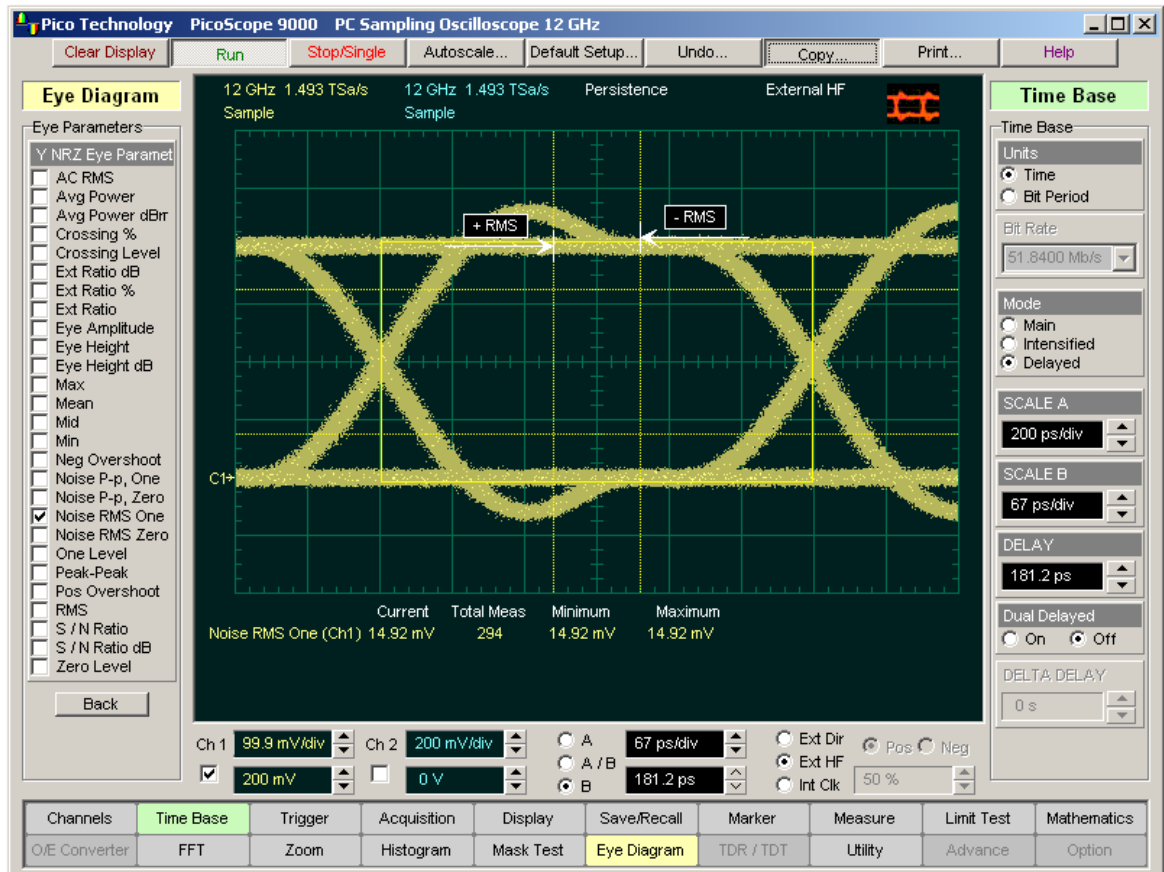 Pico Technology PicoScope 9000 PC Sampling Oscilloscope 12 GHz
Clear Display Run Stop/Single Autoscale... Default Setup... Undo... Copy... Print... Help
Eye Diagram
Eye Parameters
Y NRZ Eye Paramet
AC RMS
Avg Power
Avg Power dBm
Crossing %
Crossing Level
Ext Ratio dB
Ext Ratio %
Ext Ratio
Eye Amplitude
Eye Height
Eye Height dB
Max
Mean
Mid
Min
Neg Overshoot
Noise P-p, One
Noise P-p, Zero
Noise RMS One
Noise RMS Zero
One Level
Peak-Peak
Pos Overshoot
RMS
S / N Ratio
S / N Ratio dB
Zero Level
Back
12 GHz 1.493 TSa/s 12 GHz 1.493 TSa/s Persistence External HF
Sample Sample
+ RMS - RMS
C1
Current Total Meas Minimum Maximum
Noise RMS One (Ch1) 14.92 mV 294 14.92 mV 14.92 mV
Time Base
Time Base
Units
Time
Bit Period
Bit Rate
51.8400 Mb/s
Mode
Main
Intensified
Delayed
SCALE A
200 ps/div
SCALE B
67 ps/div
DELAY
181.2 ps
Dual Delayed
On Off
DELTA DELAY
0 s
Ch 1 99.9 mV/div Ch 2 200 mV/div A 67 ps/div Ext Dir Pos Neg
A / B Ext HF
200 mV 0 V B 181.2 ps Int Clk 50 %
Channels Time Base Trigger Acquisition Display Save/Recall Marker Measure Limit Test Mathematics
O/E Converter FFT Zoom Histogram Mask Test Eye Diagram TDR / TDT Utility Advance Option